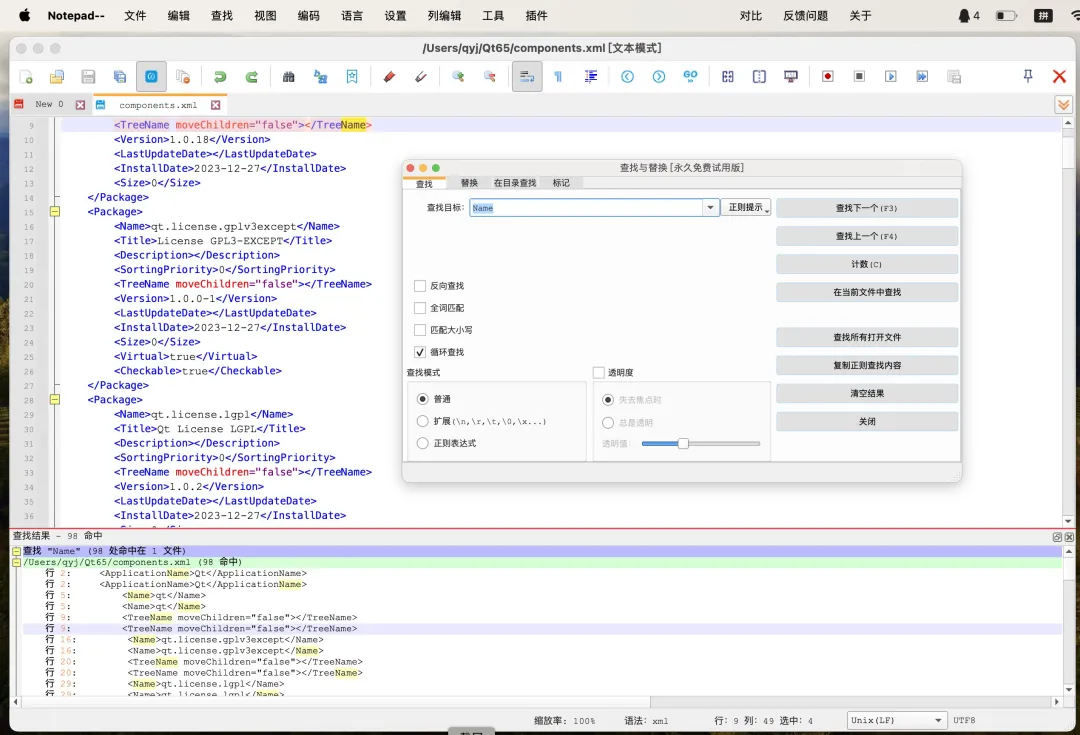 Notepad-- 文件 编辑 查找 视图 编码 语言 设置 列编辑 工具 插件 对比 反馈问题 关于 4 拼
/Users/qyj/Qt65/components.xml [文本模式]
New 0 components.xml
9 <TreeName moveChildren="false"></TreeName>
10 <Version>1.0.18</Version>
11 <LastUpdateDate></LastUpdateDate>
12 <InstallDate>2023-12-27</InstallDate>
13 <Size>0</Size>
14 </Package>
15 <Package>
16 <Name>qt.license.gplv3except</Name>
17 <Title>License GPL3-EXCEPT</Title>
18 <Description></Description>
19 <SortingPriority>0</SortingPriority>
20 <TreeName moveChildren="false"></TreeName>
21 <Version>1.0.0-1</Version>
22 <LastUpdateDate></LastUpdateDate>
23 <InstallDate>2023-12-27</InstallDate>
24 <Size>0</Size>
25 <Virtual>true</Virtual>
26 <Checkable>true</Checkable>
27 </Package>
28 <Package>
29 <Name>qt.license.lgpl</Name>
30 <Title>Qt License LGPL</Title>
31 <Description></Description>
32 <SortingPriority>0</SortingPriority>
33 <TreeName moveChildren="false"></TreeName>
34 <Version>1.0.2</Version>
35 <LastUpdateDate></LastUpdateDate>
36 <InstallDate>2023-12-27</InstallDate>
查找与替换 [永久免费试用版]
查找 替换 在目录查找 标记
查找目标: Name 正则提示 查找下一个(F3)
查找上一个(F4)
计数(C)
在当前文件中查找
反向查找
全词匹配
匹配大小写
循环查找
查找所有打开文件
复制正则查找内容
清空结果
关闭
查找模式
普通
扩展(\n,\r,\t,\0,\x...)
正则表达式
透明度
失去焦点时
总是透明
透明值:
查找结果 - 98 命中
查找 "Name" (98 处命中在 1 文件)
/Users/qyj/Qt65/components.xml (98 命中)
行 2: <ApplicationName>Qt</ApplicationName>
行 2: <ApplicationName>Qt</ApplicationName>
行 5: <Name>qt</Name>
行 5: <Name>qt</Name>
行 9: <TreeName moveChildren="false"></TreeName>
行 9: <TreeName moveChildren="false"></TreeName>
行 16: <Name>qt.license.gplv3except</Name>
行 16: <Name>qt.license.gplv3except</Name>
行 20: <TreeName moveChildren="false"></TreeName>
行 20: <TreeName moveChildren="false"></TreeName>
行 29: <Name>qt.license.lgpl</Name>
行 29: <Name>qt.license.lgpl</Name>
缩放率: 100% 语法: xml 行: 9 列: 49 选中: 4 Unix(LF) UTF8